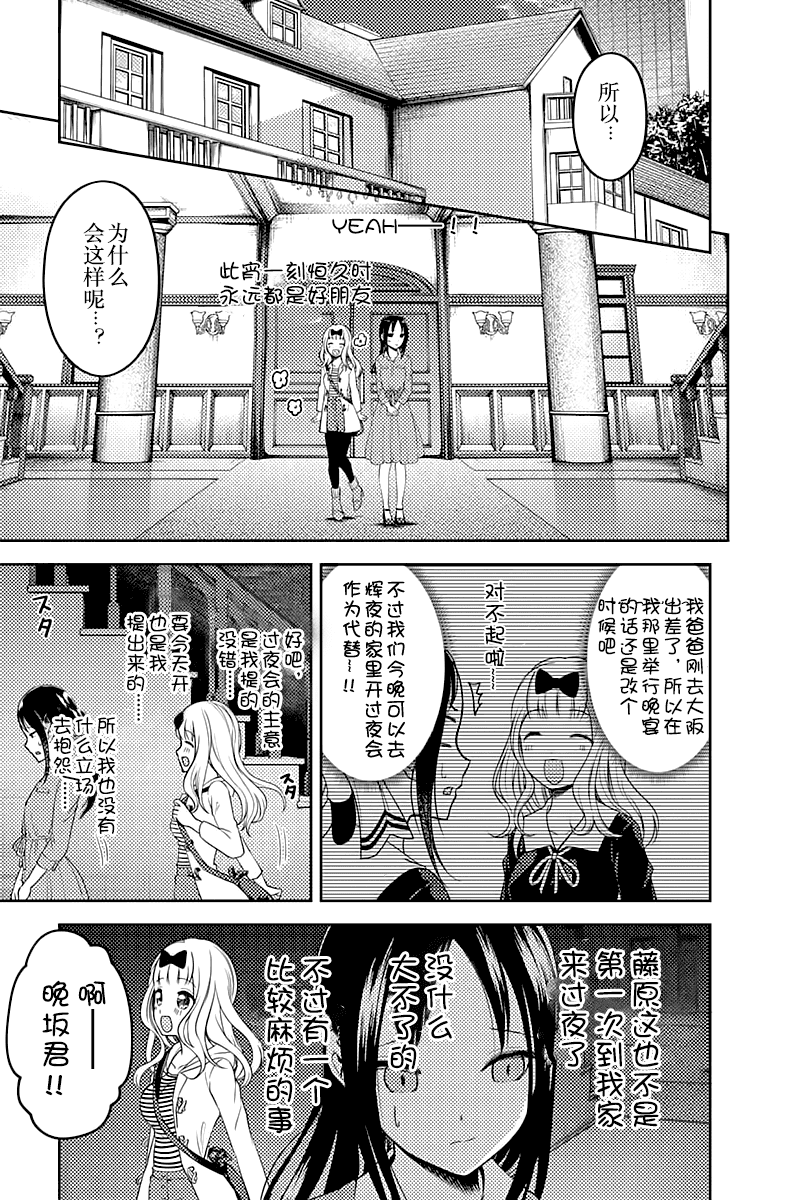 所以…
YEAH——！！
此宵一刻恒久时
永远都是好朋友
为什么
会这样呢…？
我爸爸刚去大阪
出差了，所以在
我那里举行晚宴
的话还是改个
时候吧
对不起啦~
不过我们今晚可以去
辉夜的家里开过夜会
作为代替~!!
好吧，
过夜会的主意
是我提的
没错……
要今天开
也是我
提出来的……
所以我也没有
什么立场
去抱怨……
スタ
スタ
藤原这也不是
第一次到我家
来过夜了
没什么
大不了的
不过有一个
比较麻烦的事
啊——
晚坂君!!